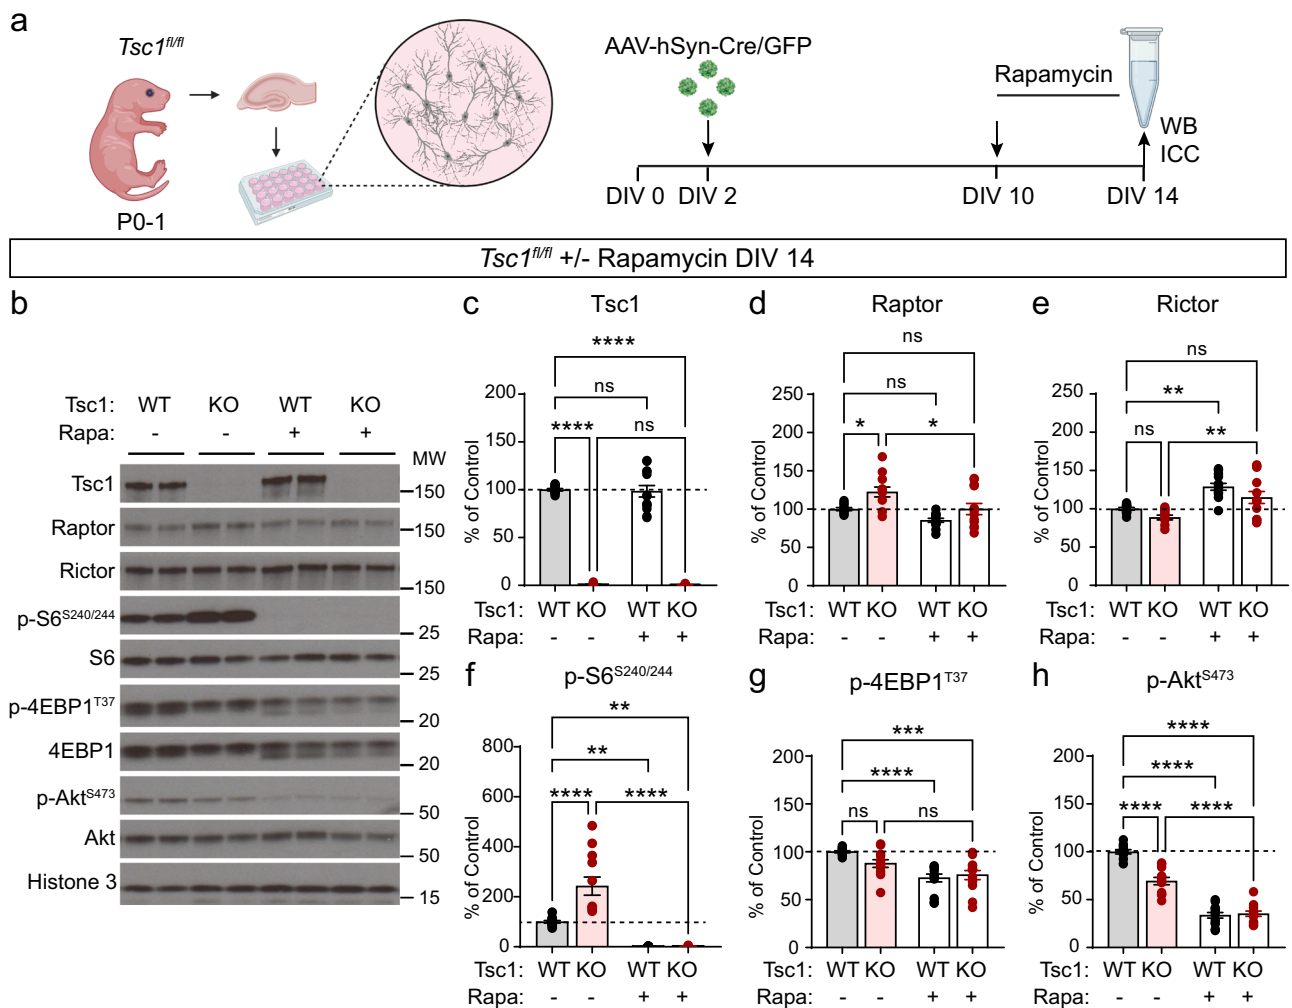 a
Tsc1fl/fl
P0-1
AAV-hSyn-Cre/GFP
Rapamycin
WB
ICC
DIV 0 DIV 2 DIV 10 DIV 14
Tsc1fl/fl +/- Rapamycin DIV 14
b
Tsc1: WT KO WT KO
Rapa: - - + +
MW
Tsc1
150
Raptor
150
Rictor
150
p-S6S240/244
25
S6
25
p-4EBP1T37
20
4EBP1
20
p-AktS473
50
Akt
50
Histone 3
15
c
Tsc1
****
ns
**** ns
% of Control
200
150
100
50
0
Tsc1: WT KO WT KO
Rapa: - - + +
d
Raptor
ns
ns
* *
% of Control
250
200
150
100
50
0
Tsc1: WT KO WT KO
Rapa: - - + +
e
Rictor
ns
**
ns **
% of Control
250
200
150
100
50
0
Tsc1: WT KO WT KO
Rapa: - - + +
f
p-S6S240/244
**
**
**** ****
% of Control
800
600
400
200
0
Tsc1: WT KO WT KO
Rapa: - - + +
g
p-4EBP1T37
***
****
ns ns
% of Control
200
150
100
50
0
Tsc1: WT KO WT KO
Rapa: - - + +
h
p-AktS473
****
****
**** ****
% of Control
200
150
100
50
0
Tsc1: WT KO WT KO
Rapa: - - + +